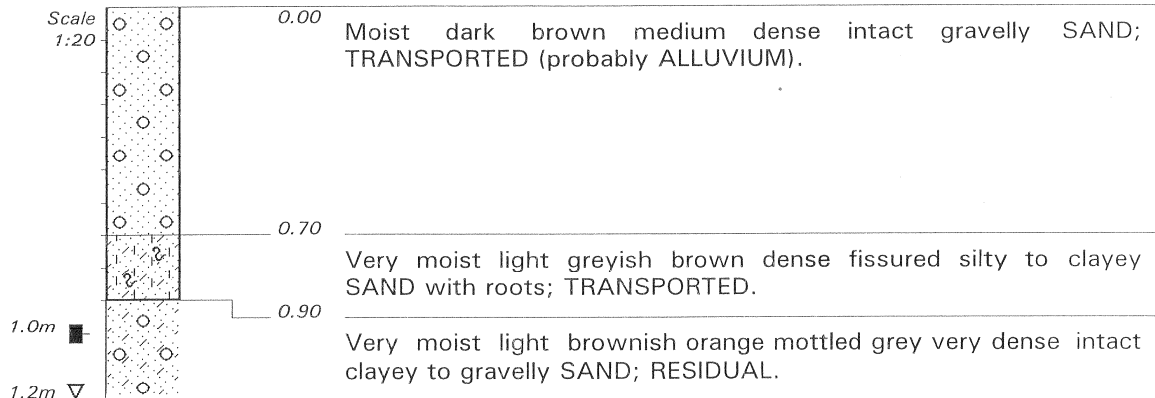 Scale
1:20
0.00
Moist dark brown medium dense intact gravelly SAND;
TRANSPORTED (probably ALLUVIUM).
0.70
Very moist light greyish brown dense fissured silty to clayey
SAND with roots; TRANSPORTED.
0.90
1.0m
Very moist light brownish orange mottled grey very dense intact
clayey to gravelly SAND; RESIDUAL.
1.2m